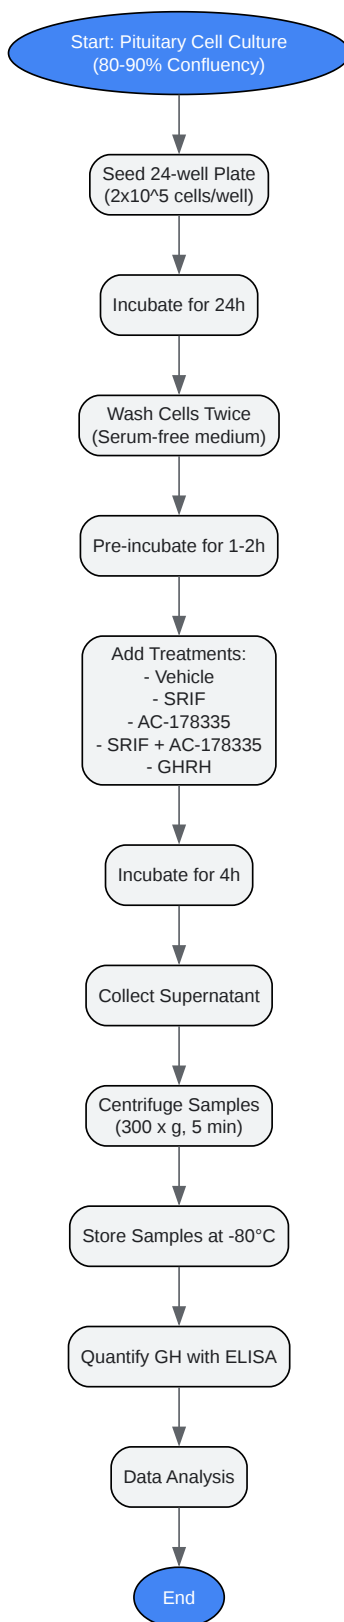 Start: Pituitary Cell Culture
(80-90% Confluency)
Seed 24-well Plate
(2x10^5 cells/well)
Incubate for 24h
Wash Cells Twice
(Serum-free medium)
Pre-incubate for 1-2h
Add Treatments:
- Vehicle
- SRIF
- AC-178335
- SRIF + AC-178335
- GHRH
Incubate for 4h
Collect Supernatant
Centrifuge Samples
(300 x g, 5 min)
Store Samples at -80°C
Quantify GH with ELISA
Data Analysis
End